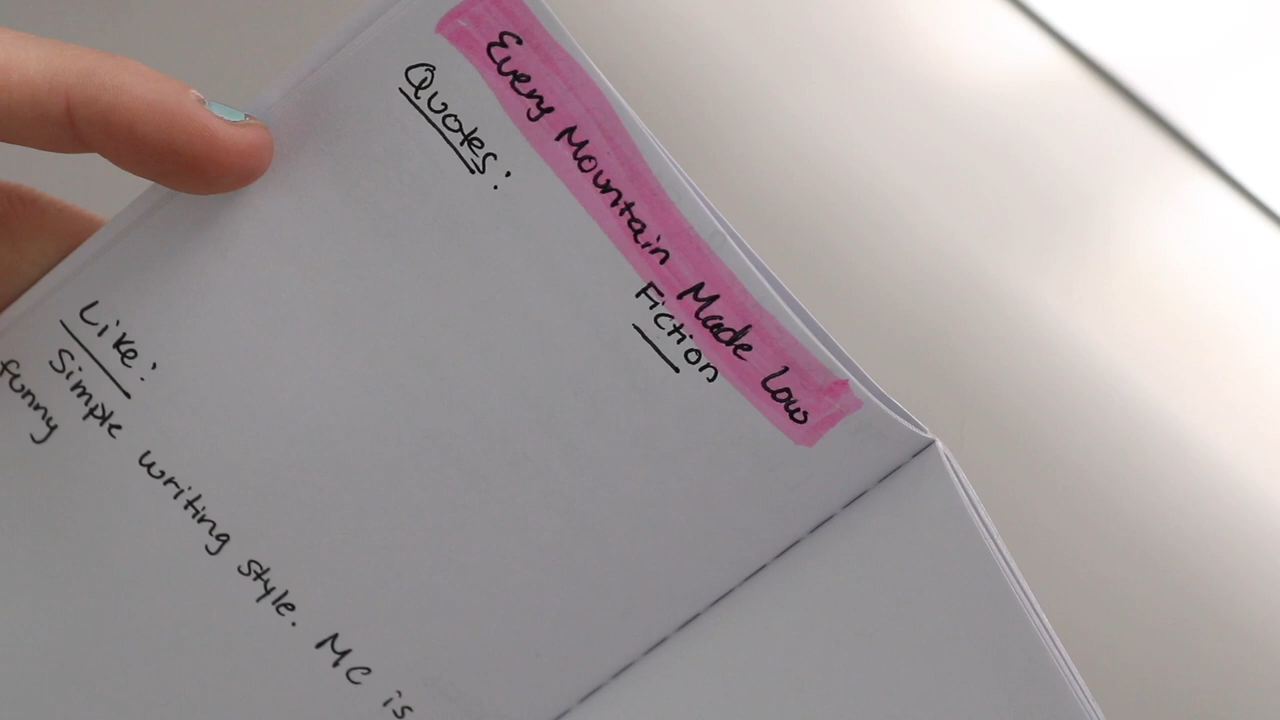 Every Mountain Made Low
Fiction
Quotes:
Like:
Simple writing style. MC is
funny